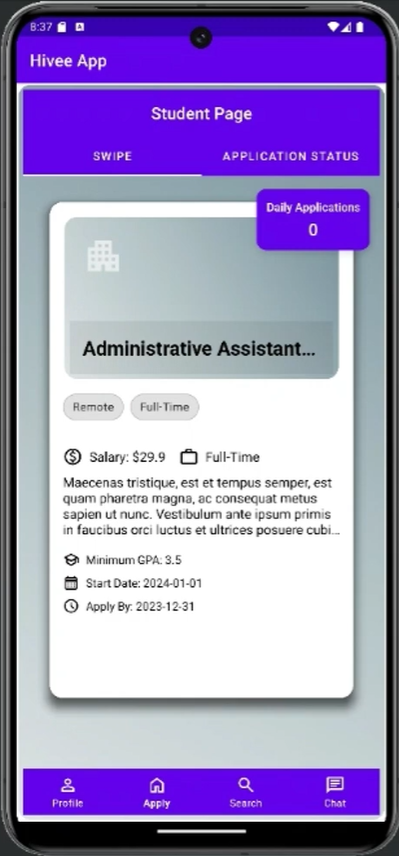 8:37
Hivee App
Student Page
SWIPE
APPLICATION STATUS
Daily Applications
0
Administrative Assistant...
Remote
Full-Time
Salary: $29.9
Full-Time
Maecenas tristique, est et tempus semper, est
quam pharetra magna, ac consequat metus
sapien ut nunc. Vestibulum ante ipsum primis
in faucibus orci luctus et ultrices posuere cubi...
Minimum GPA: 3.5
Start Date: 2024-01-01
Apply By: 2023-12-31
Profile
Apply
Search
Chat